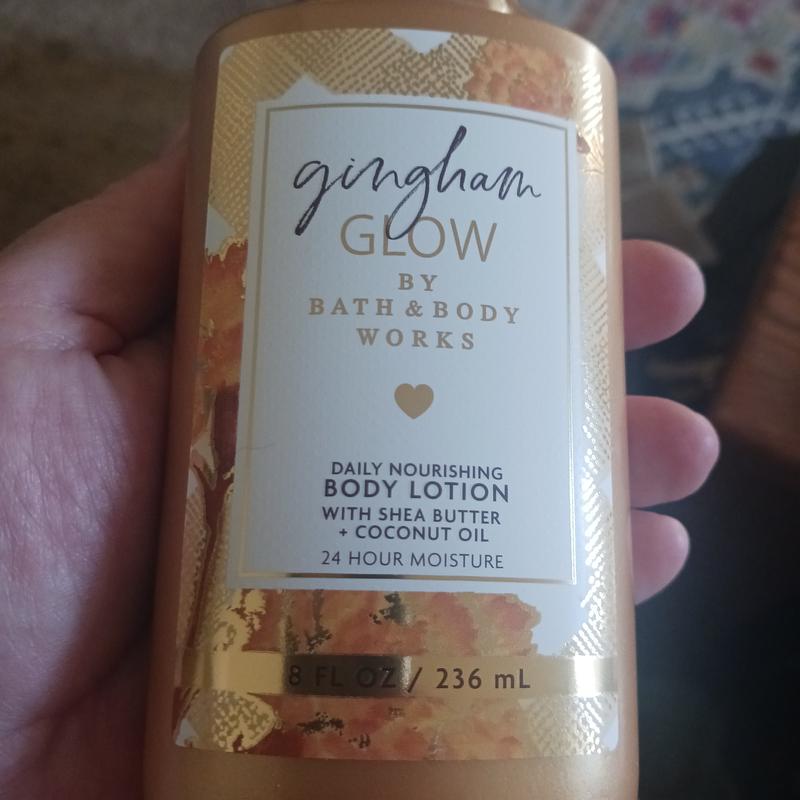 gingham
GLOW
BY
BATH & BODY
WORKS
DAILY NOURISHING
BODY LOTION
WITH SHEA BUTTER
+ COCONUT OIL
24 HOUR MOISTURE
8 FL OZ / 236 mL